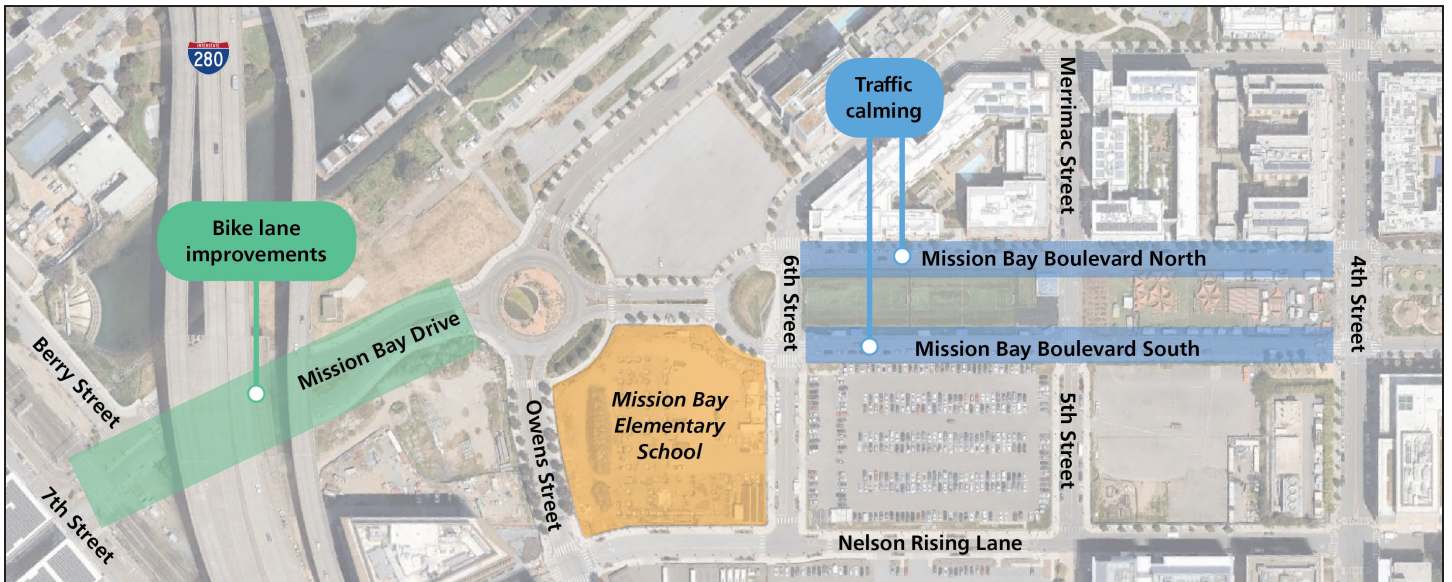 INTERSTATE
280
Traffic
calming
Merrimac Street
Bike lane
improvements
6th Street
Mission Bay Boulevard North
4th Street
Mission Bay Drive
Mission Bay Boulevard South
Berry Street
Mission Bay
Elementary
School
Owens Street
5th Street
7th Street
Nelson Rising Lane